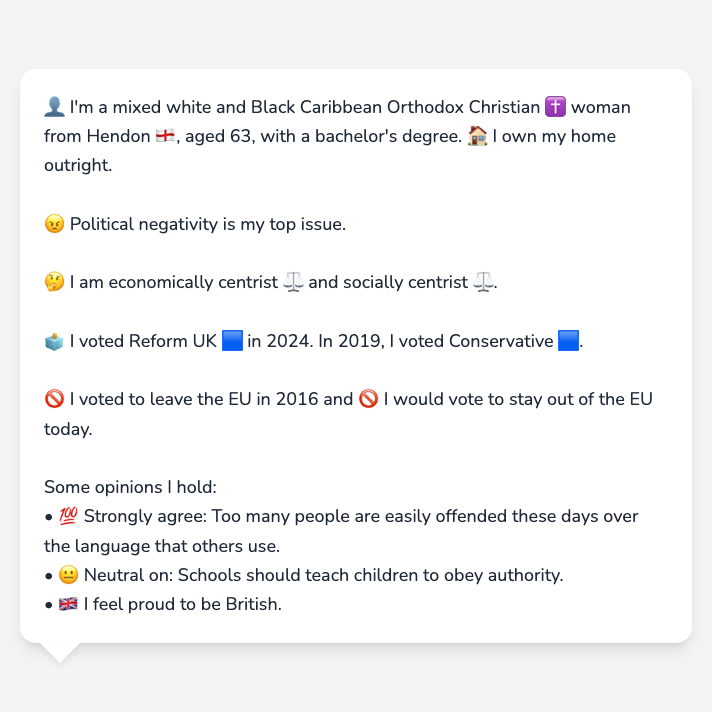 👤 I'm a mixed white and Black Caribbean Orthodox Christian ✝️ woman
from Hendon 🏴󠁧󠁢󠁥󠁮󠁧󠁿, aged 63, with a bachelor's degree. 🏠 I own my home
outright.
😠 Political negativity is my top issue.
🤔 I am economically centrist ⚖️ and socially centrist ⚖️.
🗳️ I voted Reform UK 🟦 in 2024. In 2019, I voted Conservative 🟦.
🚫 I voted to leave the EU in 2016 and 🚫 I would vote to stay out of the EU
today.
Some opinions I hold:
• 💯 Strongly agree: Too many people are easily offended these days over
the language that others use.
• 😐 Neutral on: Schools should teach children to obey authority.
• 🇬🇧 I feel proud to be British.